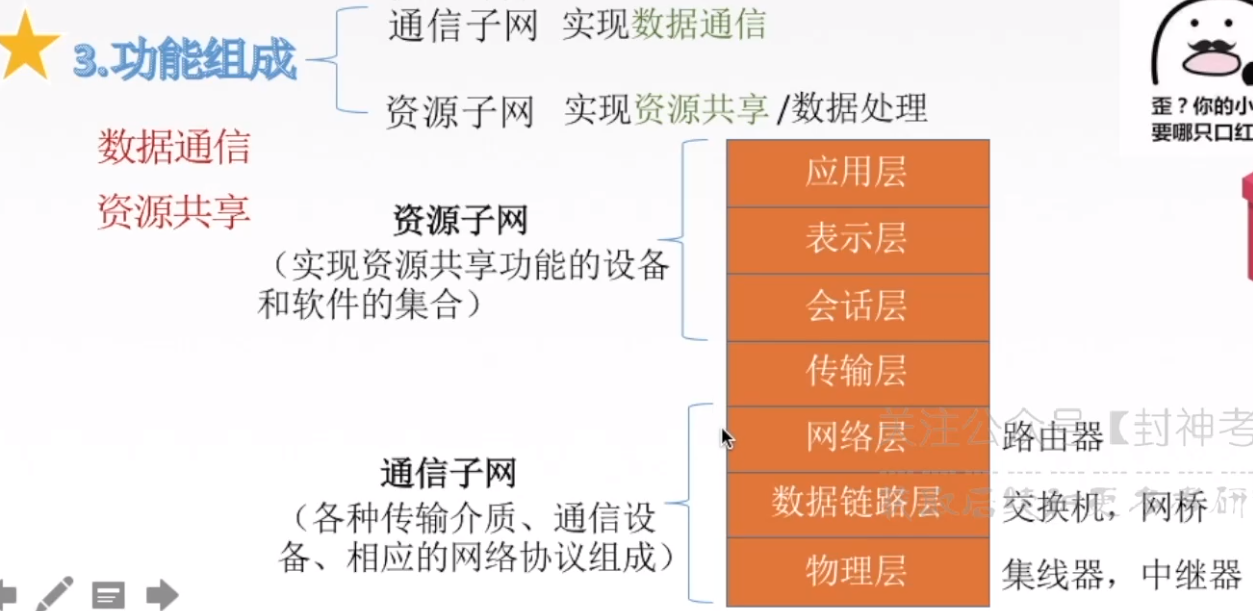 通信子网 实现数据通信
3.功能组成
资源子网 实现资源共享/数据处理
歪？你的小
要哪只口红
数据通信
资源共享
资源子网
（实现资源共享功能的设备
和软件的集合）
应用层
表示层
会话层
传输层
网络层 路由器
数据链路层 交换机，网桥
物理层 集线器，中继器
通信子网
（各种传输介质、通信设
备、相应的网络协议组成）
关注公众号【封神考